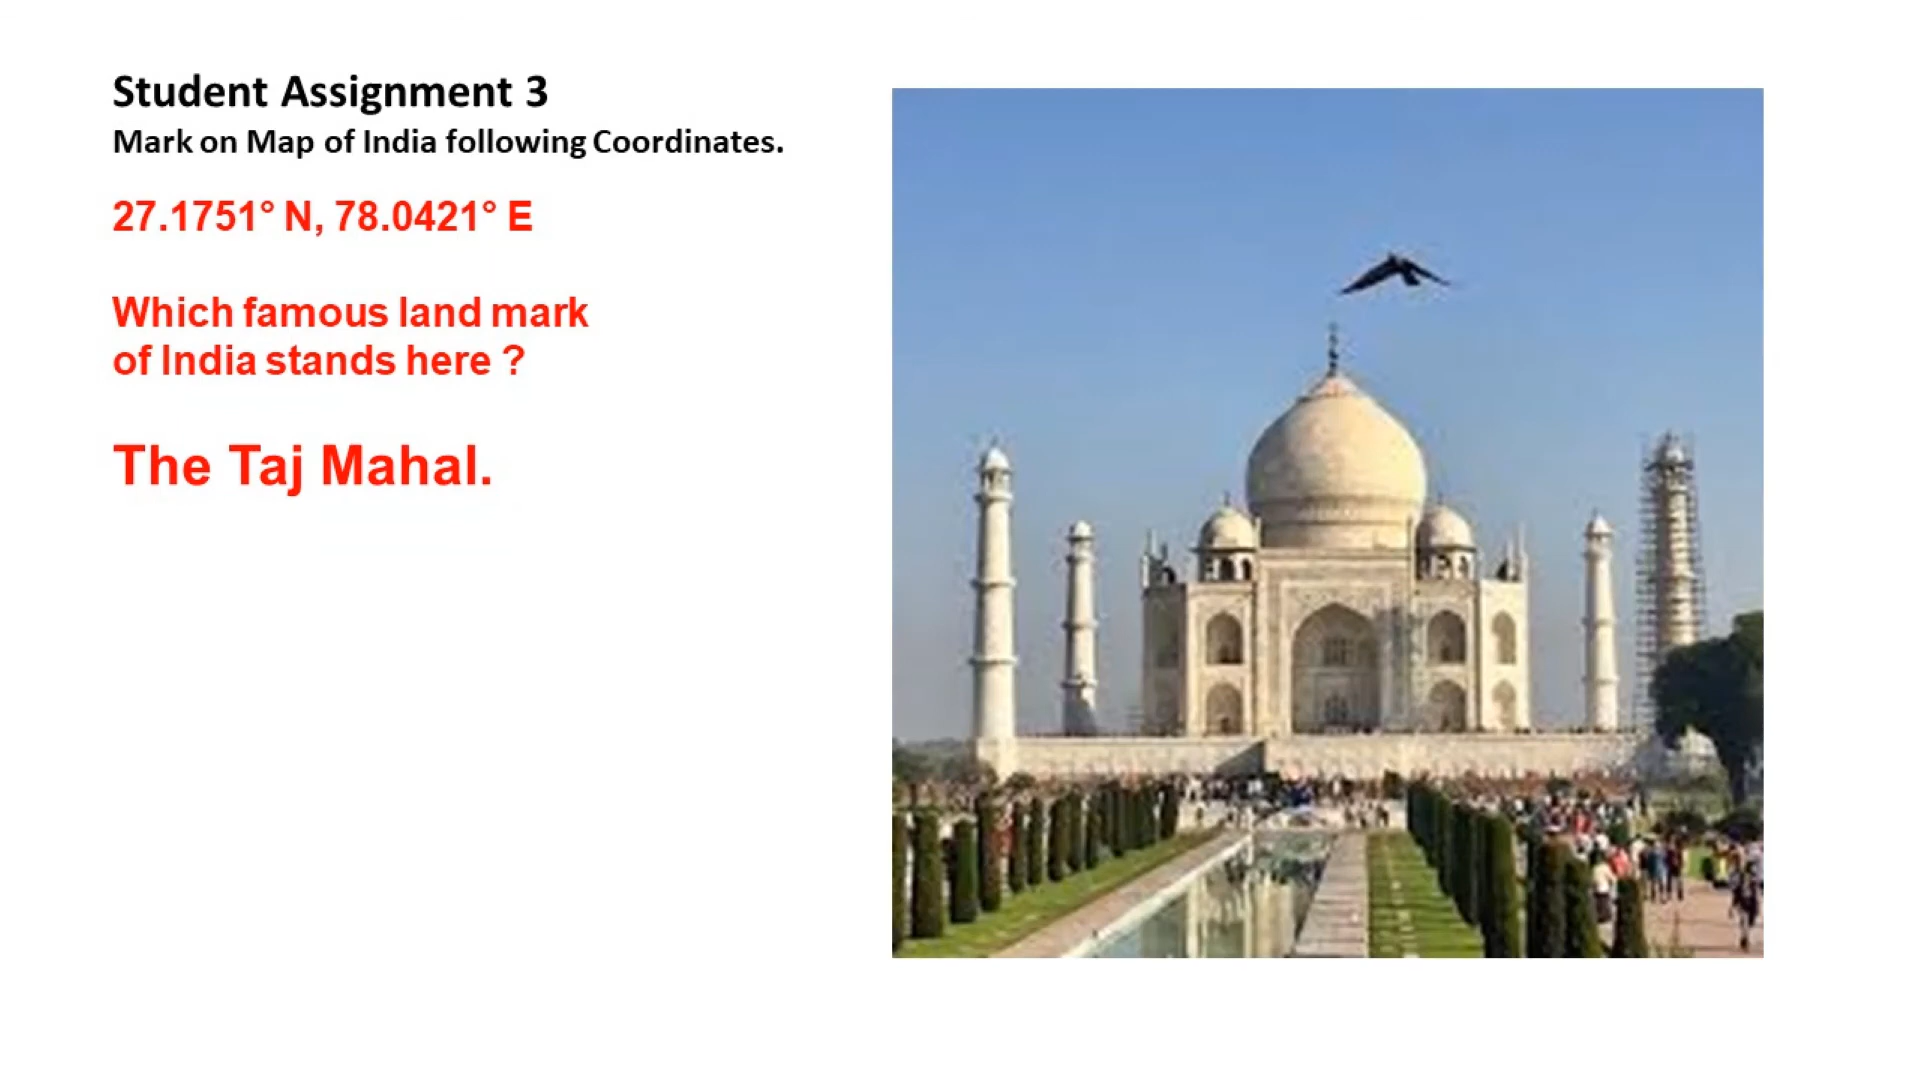 Student Assignment 3
Mark on Map of India following Coordinates.
27.1751° N, 78.0421° E
Which famous land mark
of India stands here ?
The Taj Mahal.